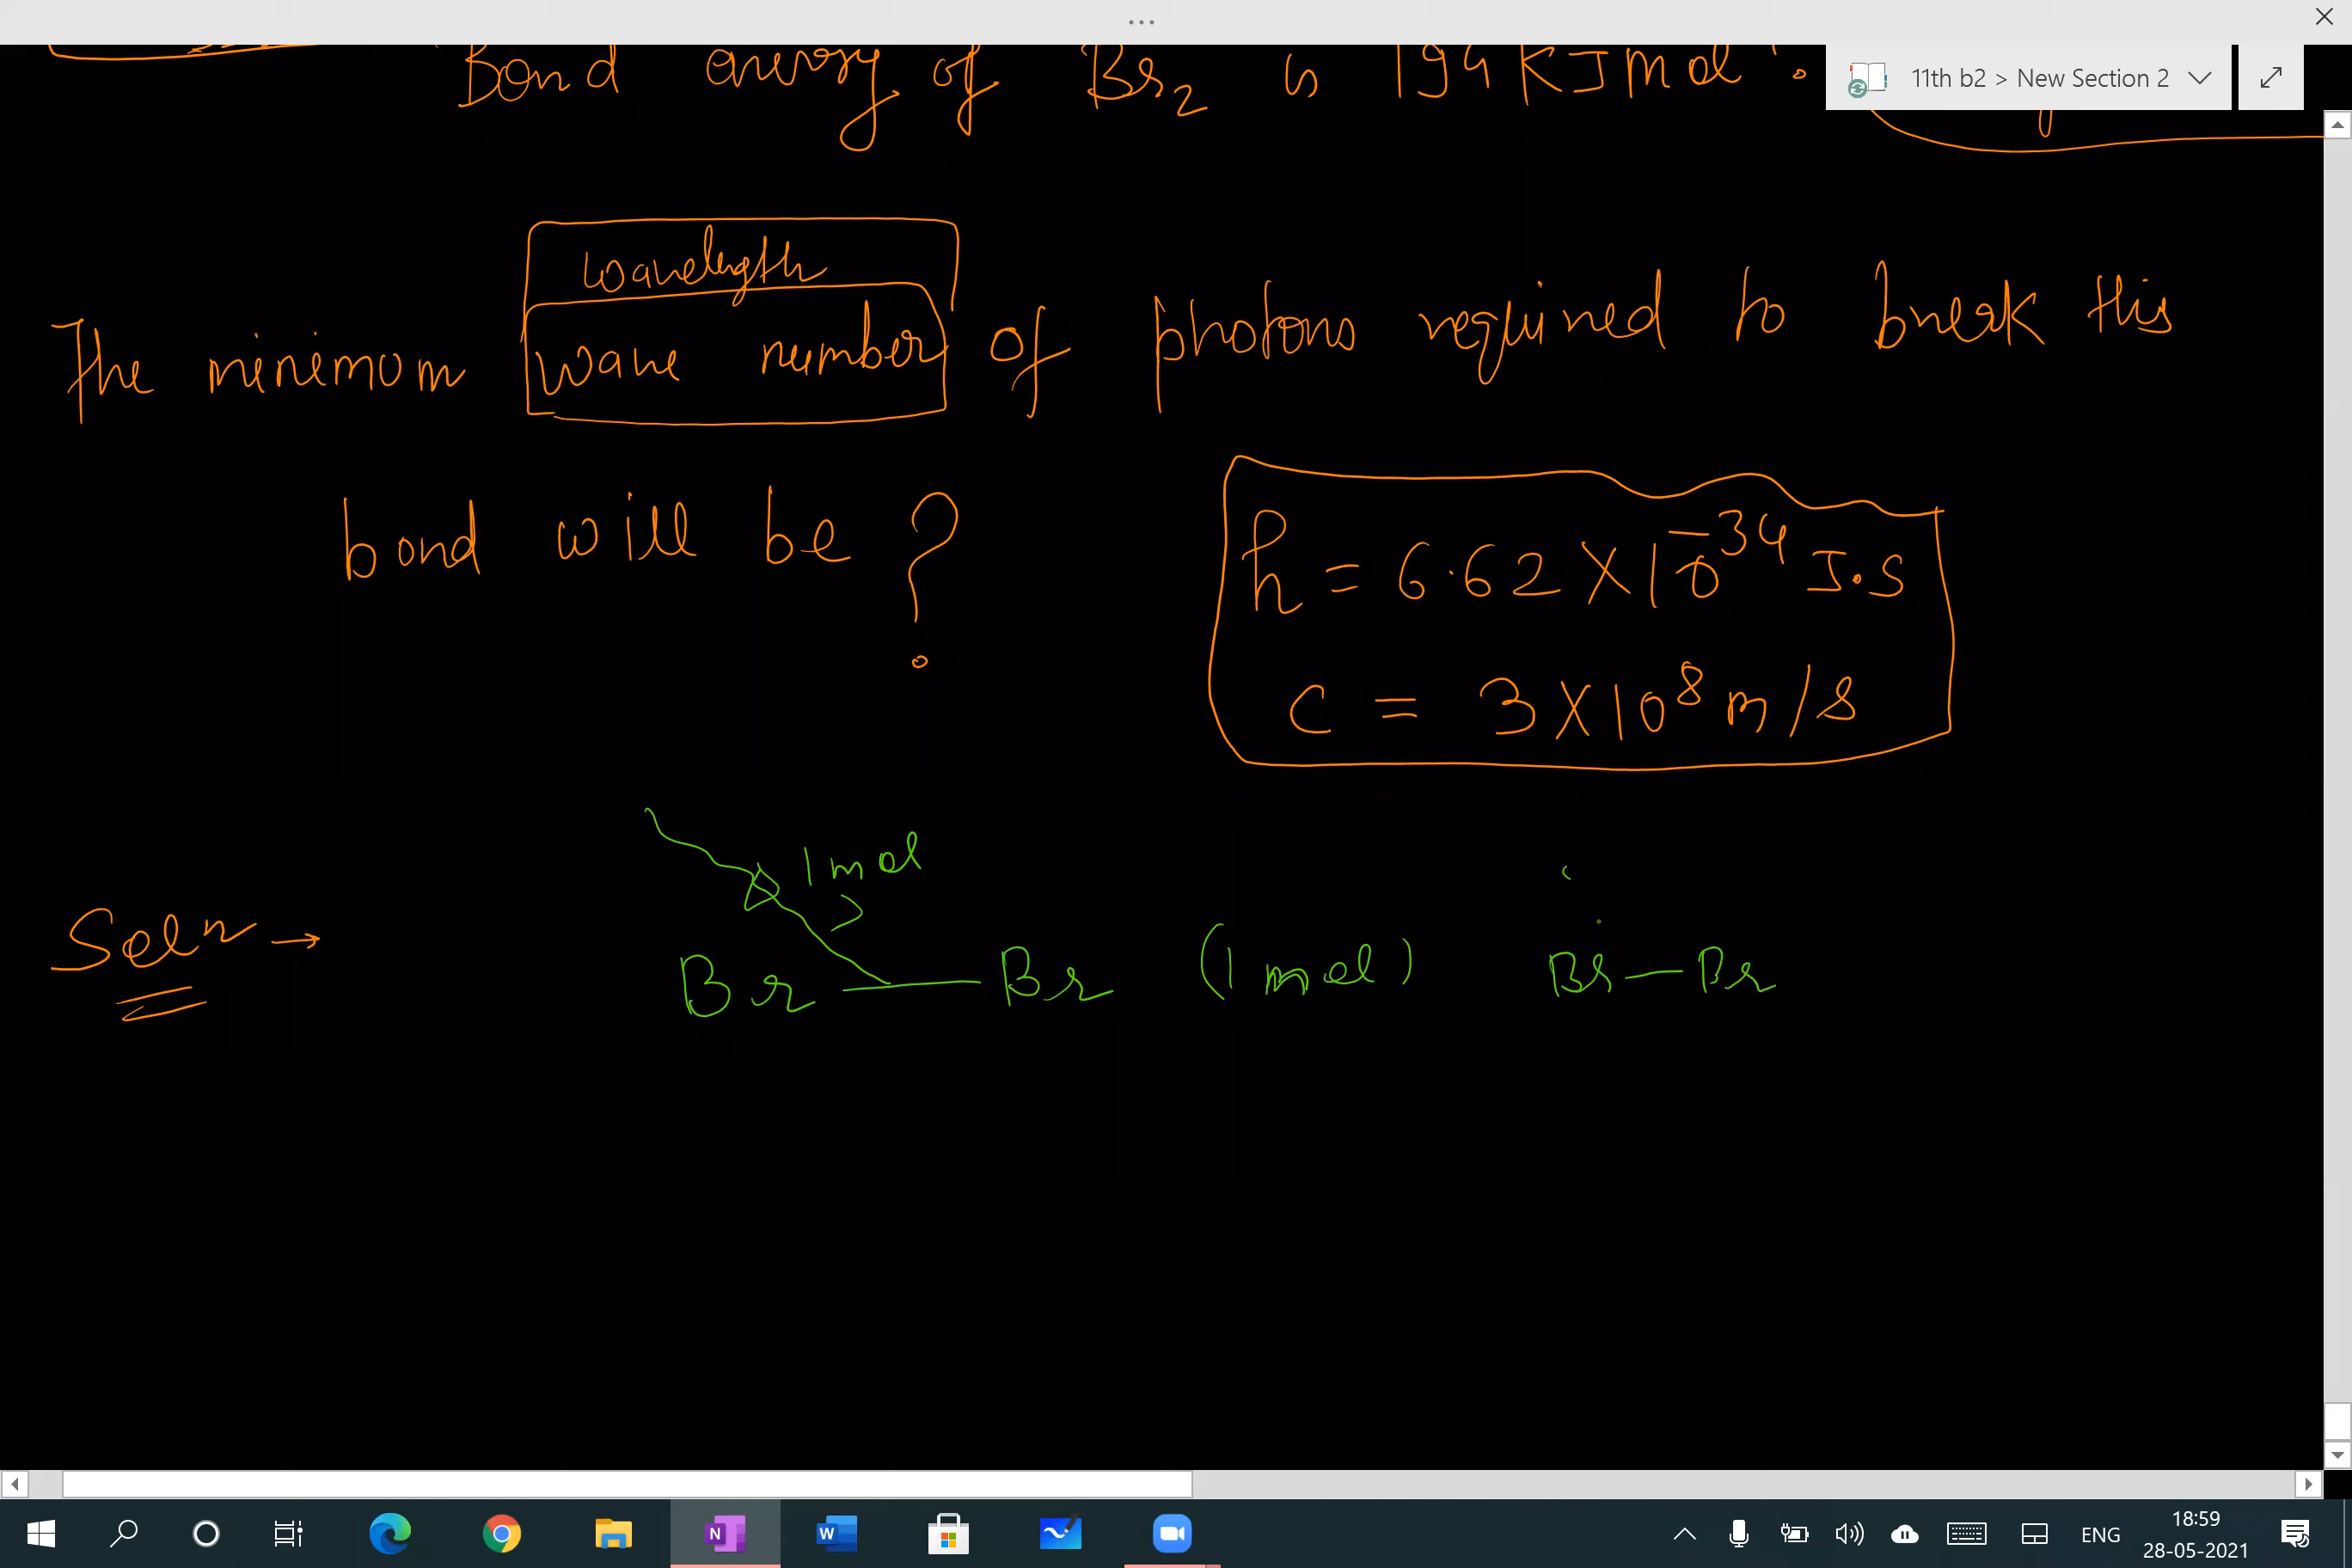 Bond energy of Br₂ is 194 KJ mol⁻¹.
11th b2 > New Section 2
wavelength
The minimum wave number of photons required to break this
bond will be ?
h = 6.62 × 10⁻³⁴ J.s
c = 3 × 10⁸ m/s
1 mol
Soln →
Br — Br (1 mol) Br — Br
ENG
18:59
28-05-2021